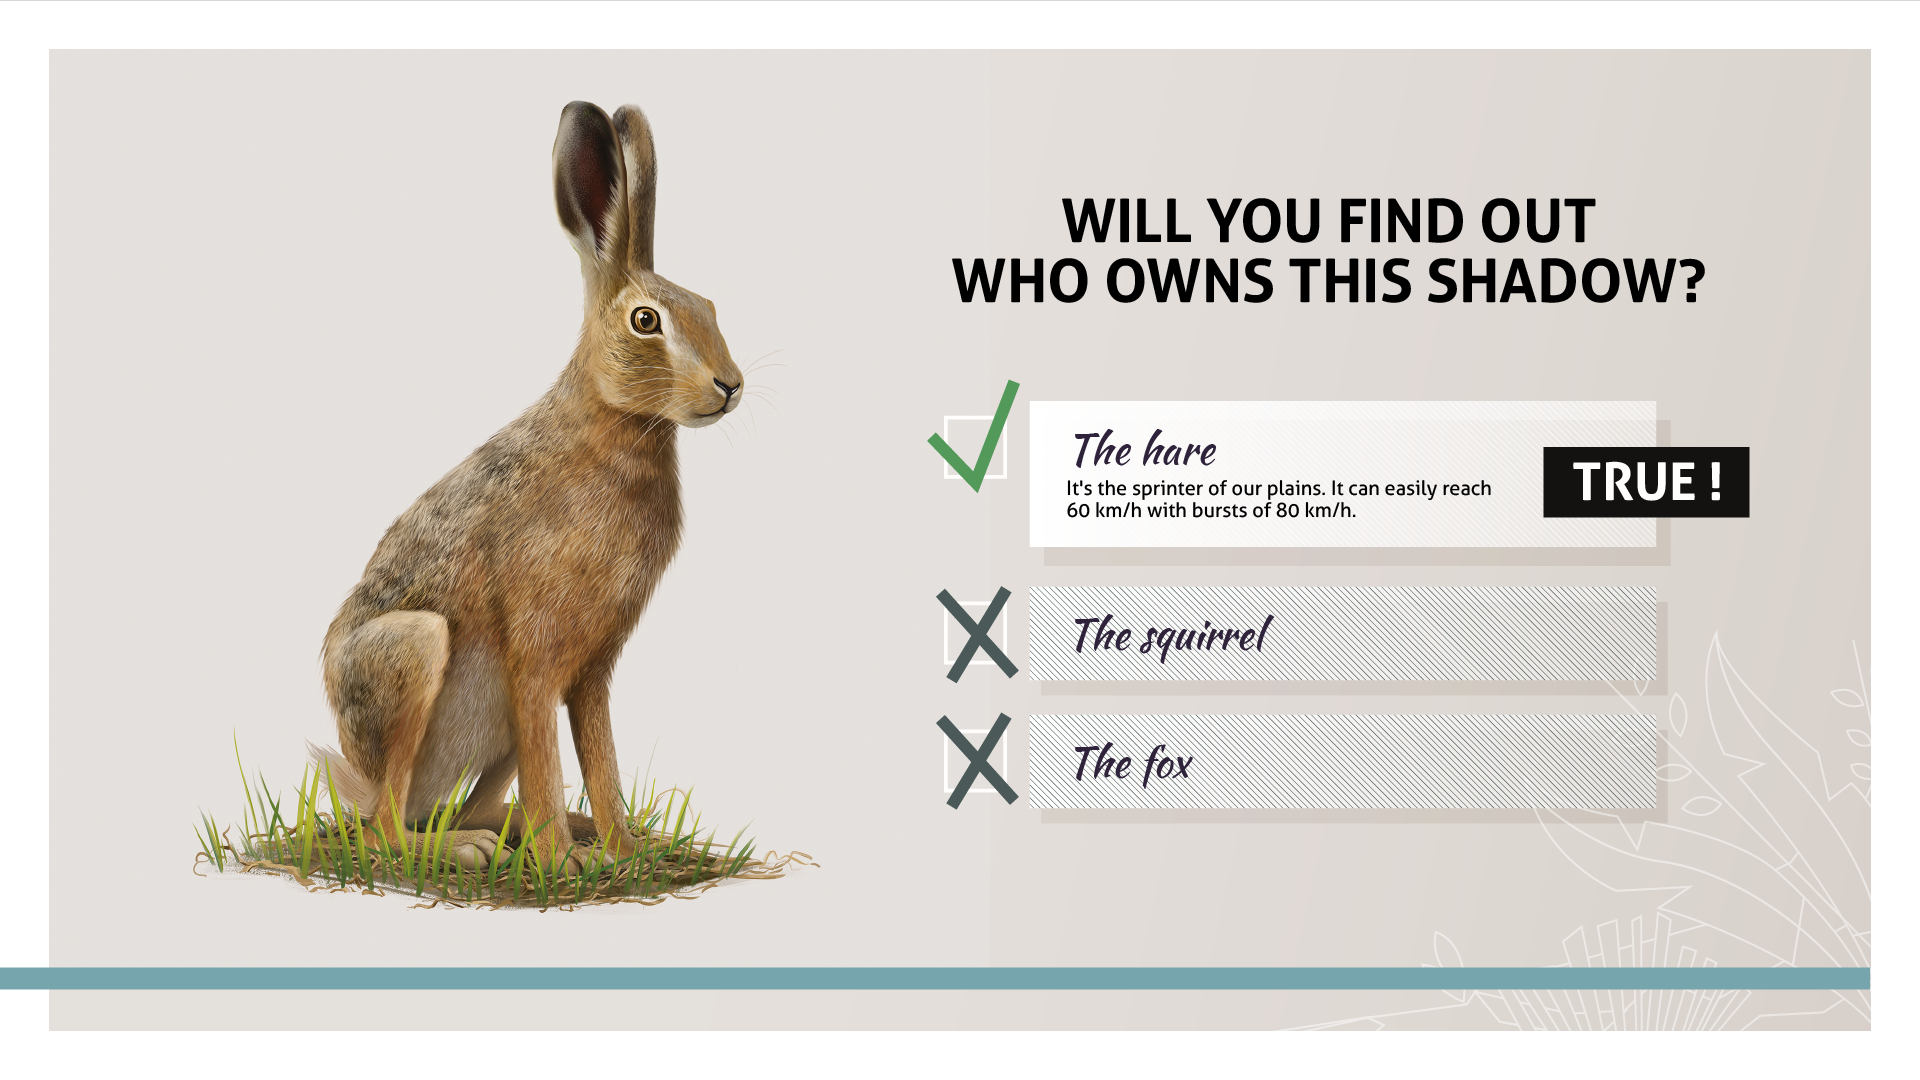 WILL YOU FIND OUT
WHO OWNS THIS SHADOW?
The hare
It's the sprinter of our plains. It can easily reach
60 km/h with bursts of 80 km/h.
TRUE !
The squirrel
The fox